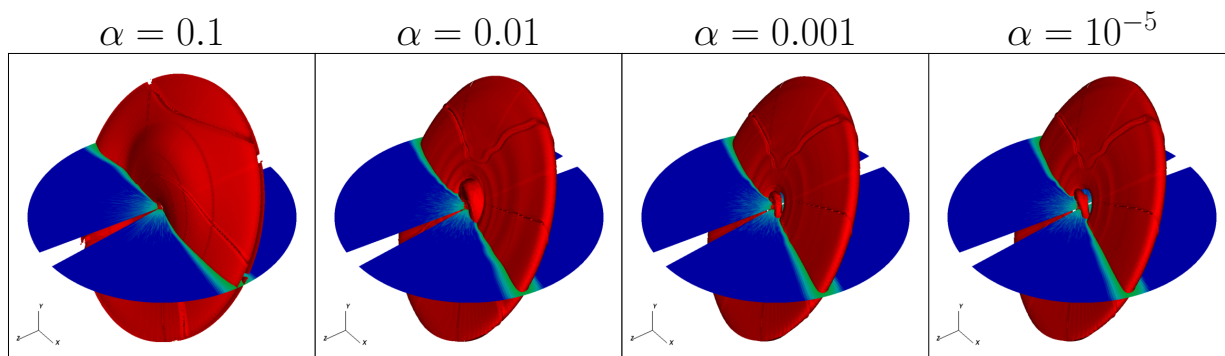 α = 0.1
α = 0.01
α = 0.001
α = 10⁻⁵
Y
Z X
Y
Z X
Y
Z X
Y
Z X